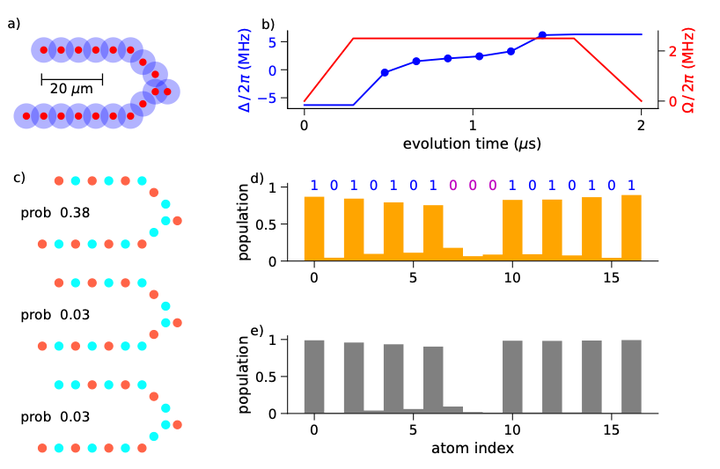 a)
20 μm
b)
Δ/2π (MHz)
5
0
−5
0
1
2
evolution time (μs)
2
0
Ω/2π (MHz)
c)
prob 0.38
prob 0.03
prob 0.03
d)
population
1
0.5
0
1 0 1 0 1 0 1 0 0 0 1 0 1 0 1 0 1
0
5
10
15
e)
population
1
0.5
0
0
5
10
15
atom index